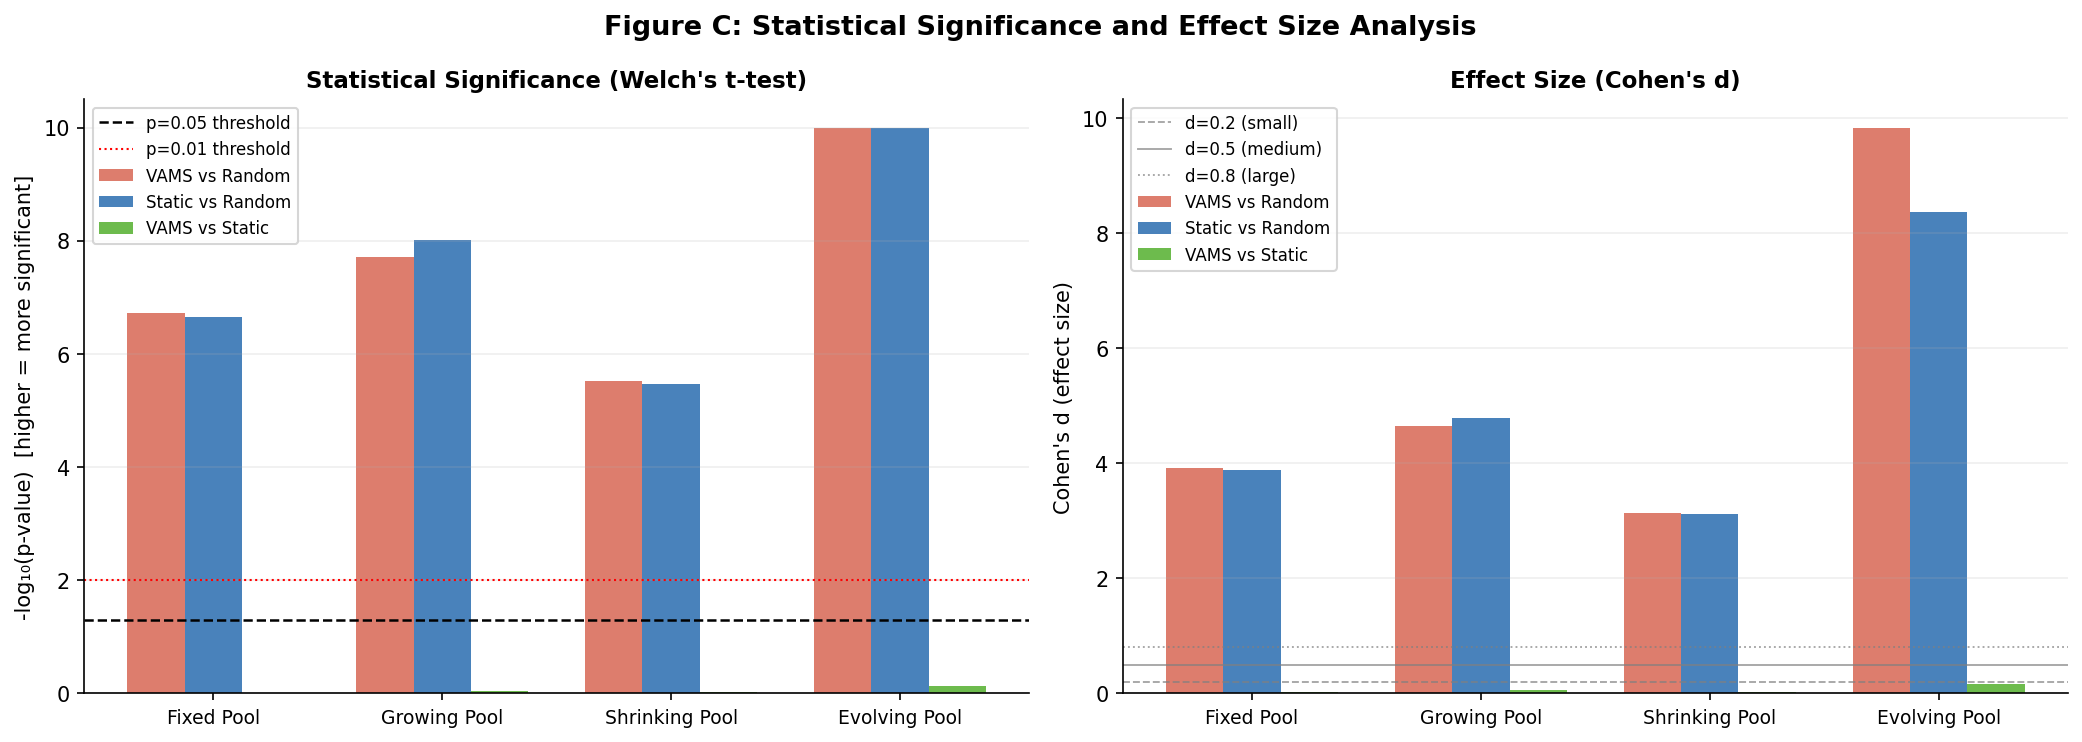 Figure C: Statistical Significance and Effect Size Analysis
Statistical Significance (Welch's t-test)
-log₁₀(p-value)  [higher = more significant]
10
8
6
4
2
0
p=0.05 threshold
p=0.01 threshold
VAMS vs Random
Static vs Random
VAMS vs Static
Fixed Pool
Growing Pool
Shrinking Pool
Evolving Pool
Effect Size (Cohen's d)
Cohen's d (effect size)
10
8
6
4
2
0
d=0.2 (small)
d=0.5 (medium)
d=0.8 (large)
VAMS vs Random
Static vs Random
VAMS vs Static
Fixed Pool
Growing Pool
Shrinking Pool
Evolving Pool